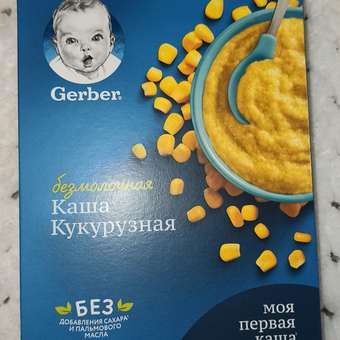 Gerber®
безмолочная
Каша
Кукурузная
БЕЗ
ДОБАВЛЕНИЯ САХАРА*
И ПАЛЬМОВОГО
МАСЛА
моя
первая
каша